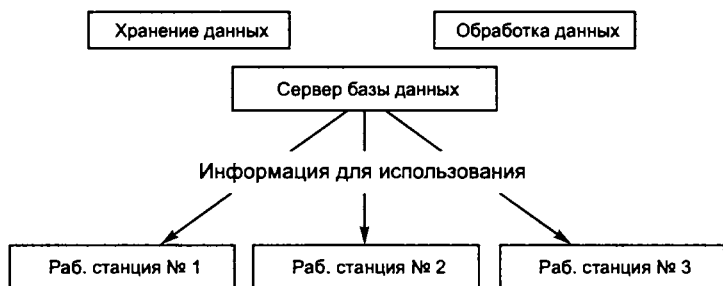 Хранение данных
Обработка данных
Сервер базы данных
Информация для использования
Раб. станция № 1
Раб. станция № 2
Раб. станция № 3